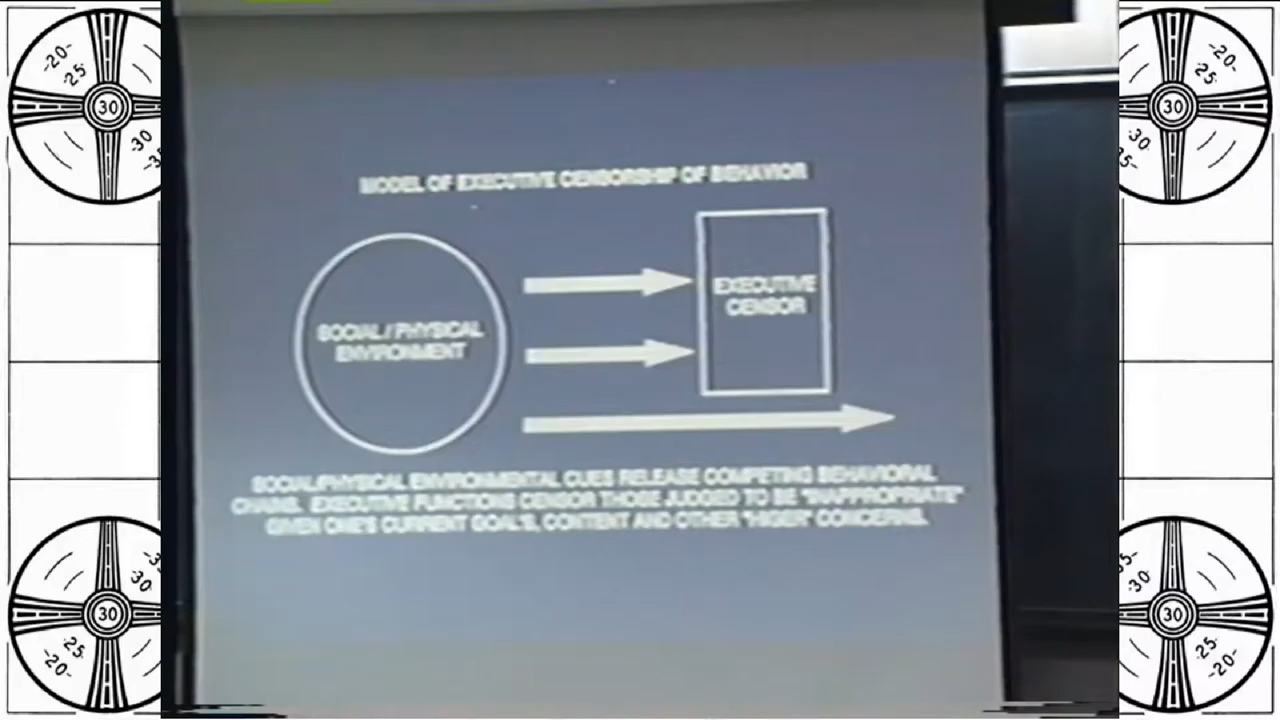 MODEL OF EXECUTIVE CENSORSHIP OF BEHAVIOR
EXECUTIVE
CENSOR
SOCIAL / PHYSICAL
ENVIRONMENT
SOCIAL/PHYSICAL ENVIRONMENTAL CUES RELEASE COMPETING BEHAVIORAL
CHAINS. EXECUTIVE FUNCTIONS CENSOR THOSE JUDGED TO BE "INAPPROPRIATE"
GIVEN ONE'S CURRENT GOAL'S, CONTENT AND OTHER "HIGER" CONCERNS.
-20-
-25-
30
-30-
-20-
-25-
30
-30-
-30-
30
-25-
-20-
-30-
30
-25-
-20-